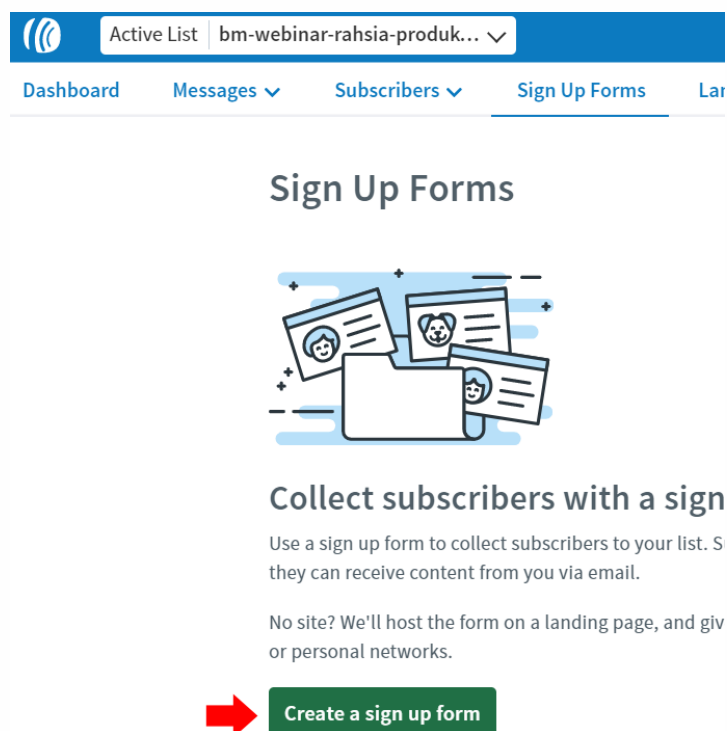 Active List bm-webinar-rahsia-produk...
Dashboard Messages Subscribers Sign Up Forms
Sign Up Forms
Collect subscribers with a sign
Use a sign up form to collect subscribers to your list.
they can receive content from you via email.
No site? We'll host the form on a landing page, and giv
or personal networks.
Create a sign up form